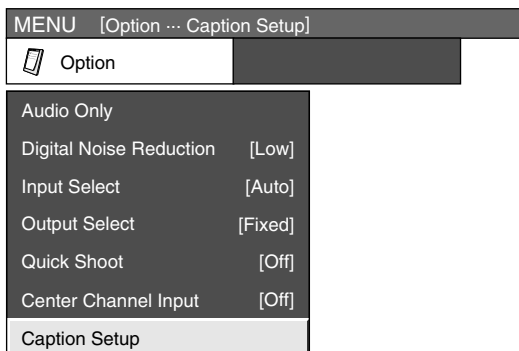 MENU [Option ··· Caption Setup]
Option
Audio Only
Digital Noise Reduction [Low]
Input Select [Auto]
Output Select [Fixed]
Quick Shoot [Off]
Center Channel Input [Off]
Caption Setup